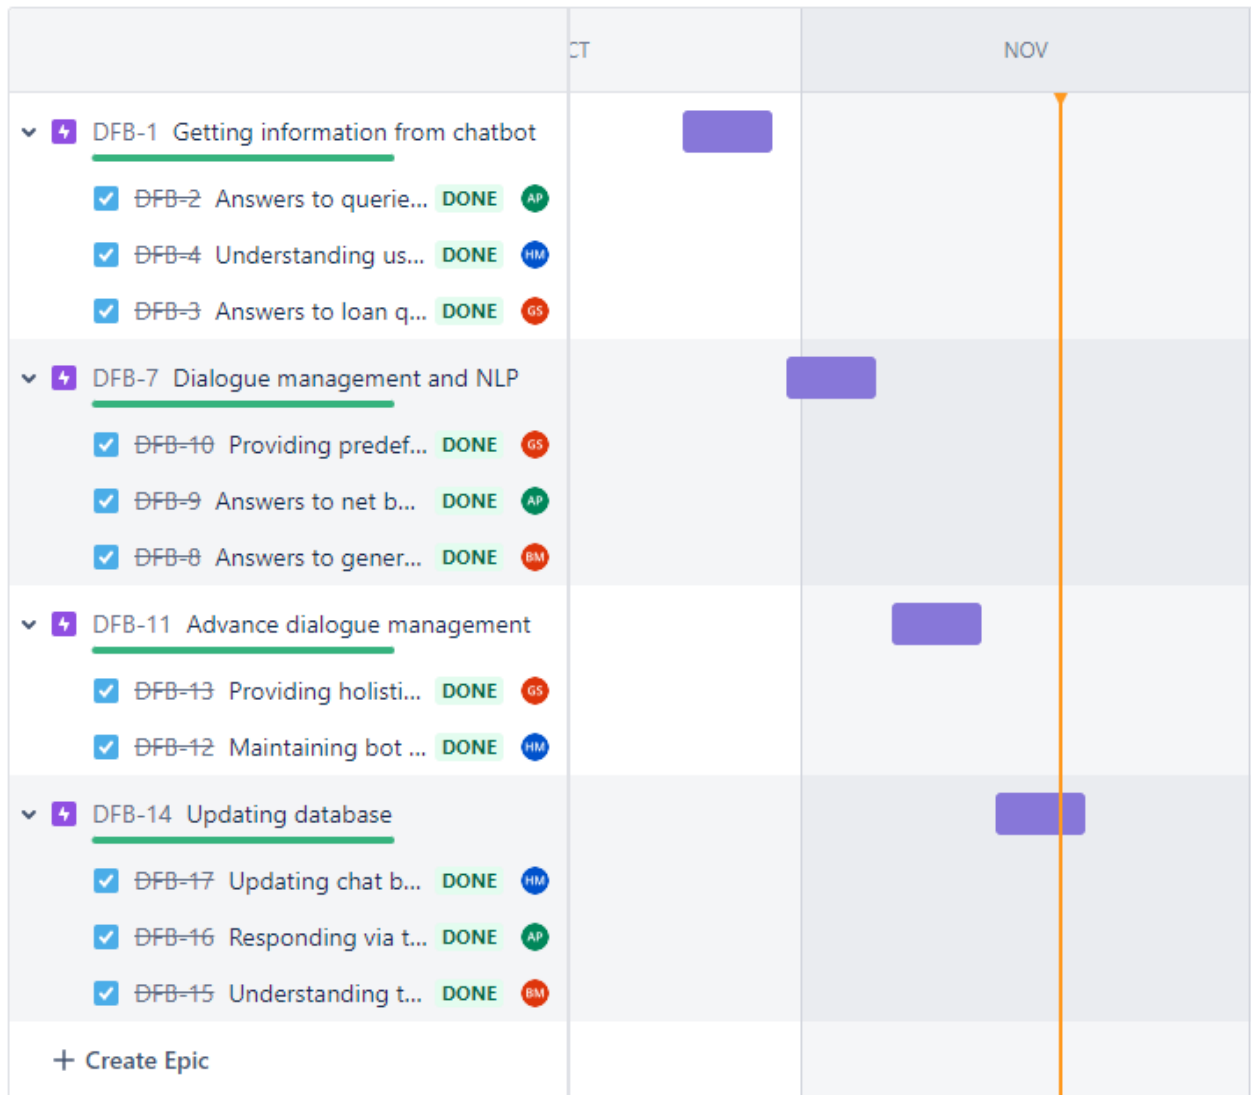 CT NOV
DFB-1 Getting information from chatbot
DFB-2 Answers to querie... DONE AP
DFB-4 Understanding us... DONE HM
DFB-3 Answers to loan q... DONE GS
DFB-7 Dialogue management and NLP
DFB-10 Providing predef... DONE GS
DFB-9 Answers to net b... DONE AP
DFB-8 Answers to gener... DONE BM
DFB-11 Advance dialogue management
DFB-13 Providing holisti... DONE GS
DFB-12 Maintaining bot ... DONE HM
DFB-14 Updating database
DFB-17 Updating chat b... DONE HM
DFB-16 Responding via t... DONE AP
DFB-15 Understanding t... DONE BM
+ Create Epic